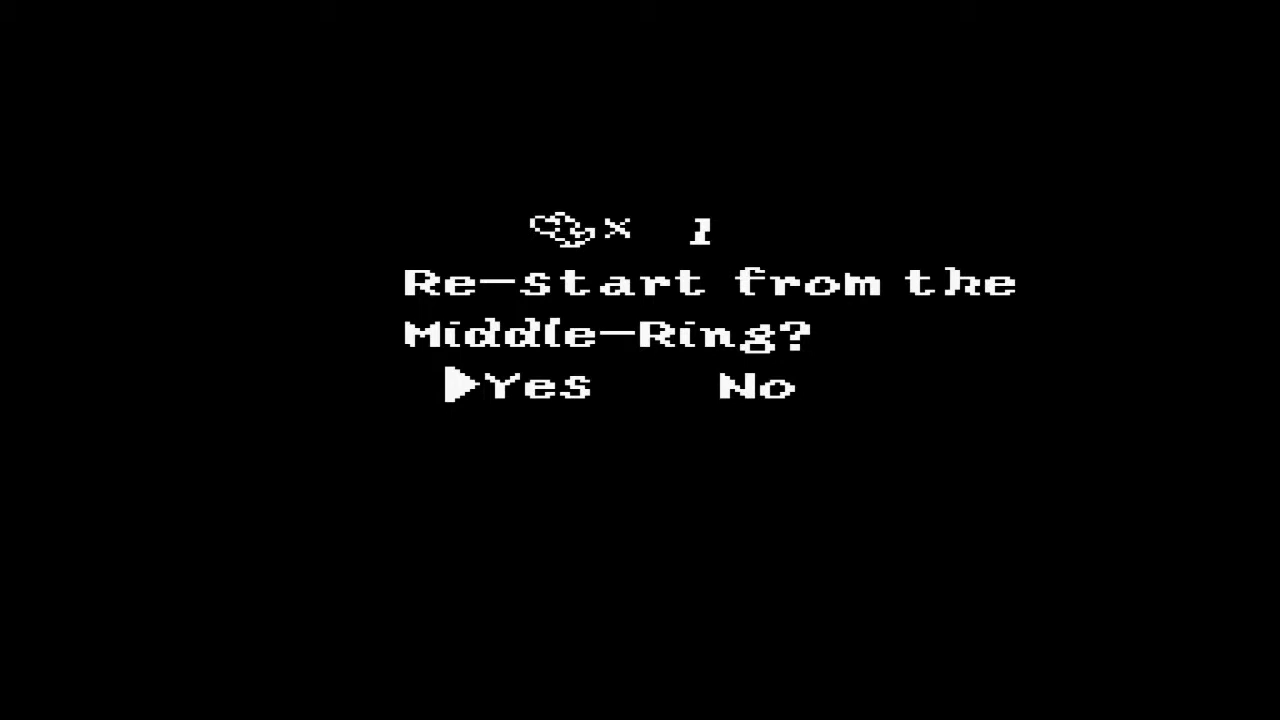 × 1
Re-start from the
Middle-Ring?
▶Yes No